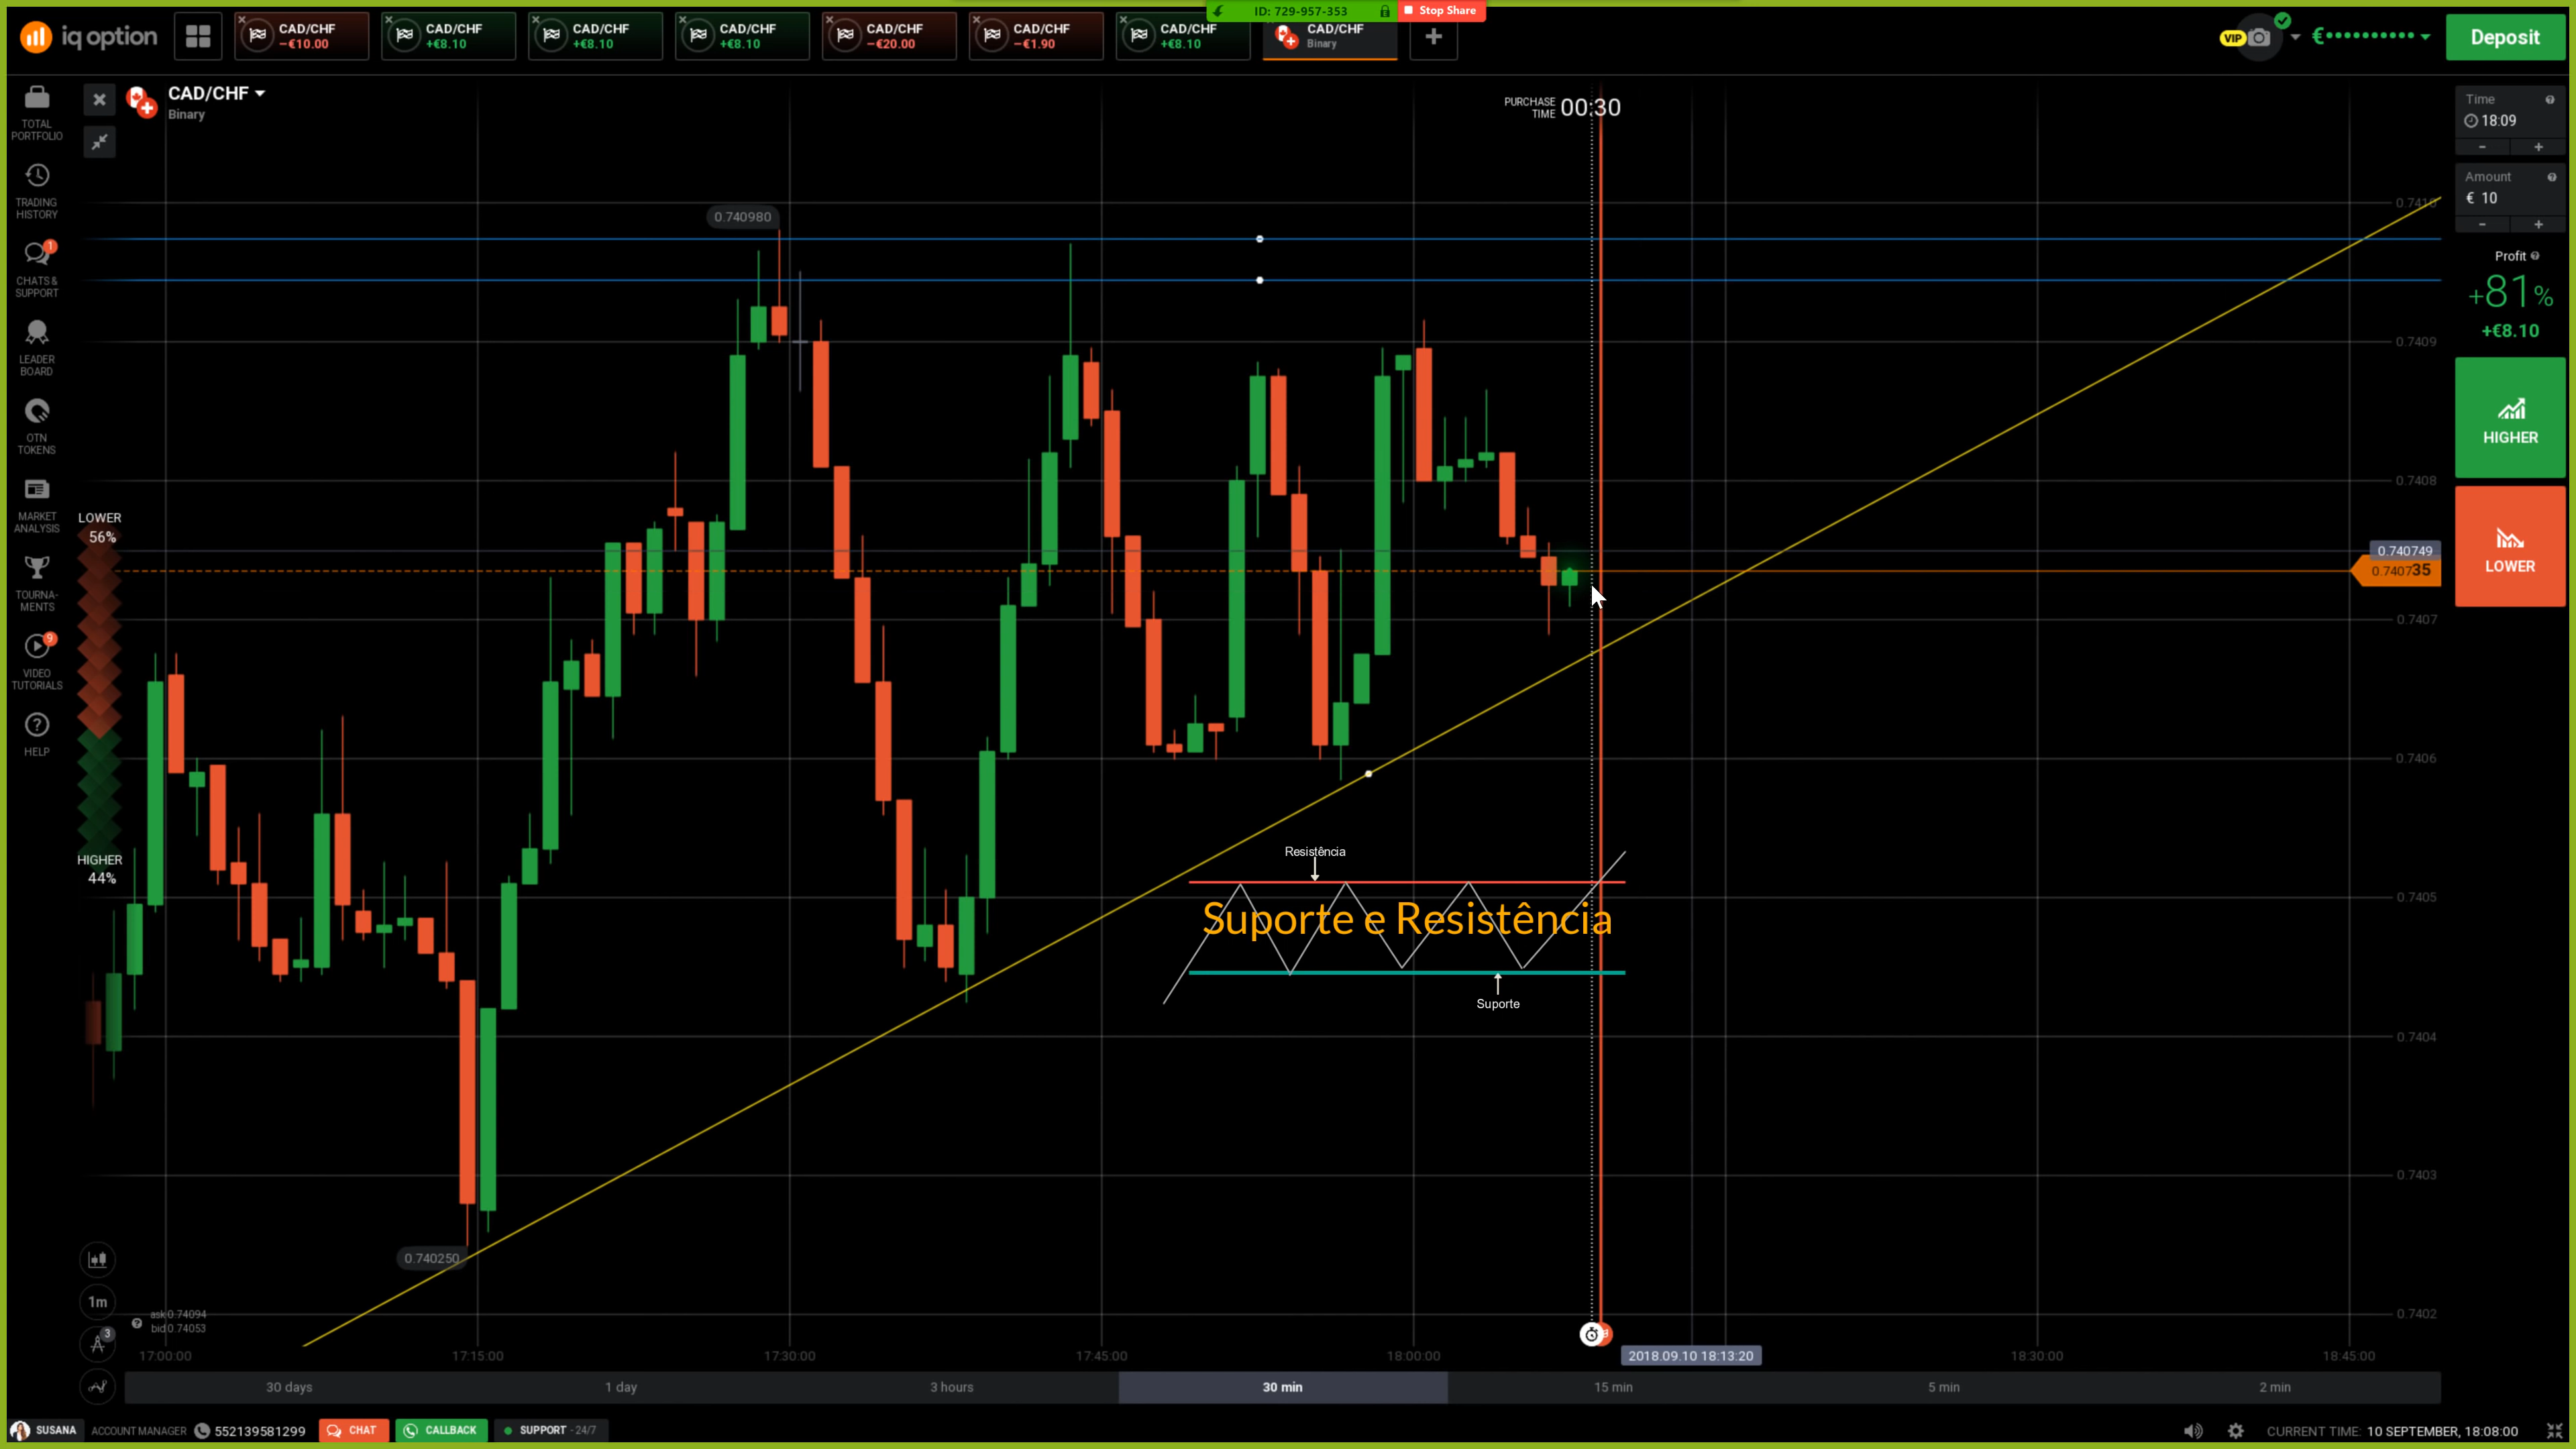 ID: 729-957-353
Stop Share
iq option
CAD/CHF
−€10.00
CAD/CHF
+€8.10
CAD/CHF
+€8.10
CAD/CHF
+€8.10
CAD/CHF
−€20.00
CAD/CHF
−€1.90
CAD/CHF
+€8.10
CAD/CHF
Binary
VIP
Deposit
TOTAL
PORTFOLIO
TRADING
HISTORY
1
CHATS &
SUPPORT
LEADER
BOARD
OTN
TOKENS
MARKET
ANALYSIS
TOURNA-
MENTS
9
VIDEO
TUTORIALS
HELP
CAD/CHF
Binary
LOWER
56%
HIGHER
44%
PURCHASE
TIME
00:30
0.740980
0.740250
Resistência
Suporte e Resistência
Suporte
0.7410
0.7409
0.7408
0.740749
0.740735
0.7407
0.7406
0.7405
0.7404
0.7403
0.7402
Time
18:09
Amount
€ 10
Profit
+81%
+€8.10
HIGHER
LOWER
1m
3
ask 0.74094
bid 0.74053
17:00:00
17:15:00
17:30:00
17:45:00
18:00:00
2018.09.10 18:13:20
18:30:00
18:45:00
30 days
1 day
3 hours
30 min
15 min
5 min
2 min
SUSANA
ACCOUNT MANAGER
552139581299
CHAT
CALLBACK
SUPPORT - 24/7
CURRENT TIME: 10 SEPTEMBER, 18:08:00